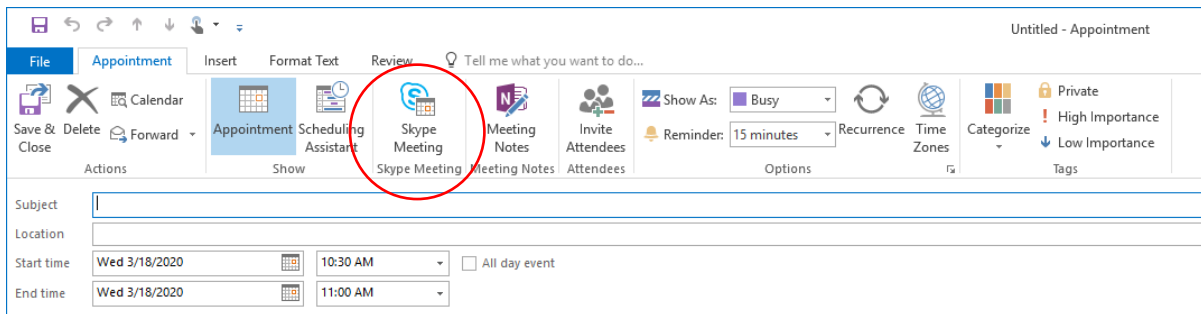 Untitled - Appointment
File Appointment Insert Format Text Review Tell me what you want to do...
Save & Close
Delete
Calendar
Forward
Actions
Appointment
Scheduling Assistant
Show
Skype Meeting
Skype Meeting
Meeting Notes
Meeting Notes
Invite Attendees
Attendees
Show As: Busy
Reminder: 15 minutes
Recurrence
Time Zones
Options
Categorize
Private
High Importance
Low Importance
Tags
Subject
Location
Start time Wed 3/18/2020 10:30 AM All day event
End time Wed 3/18/2020 11:00 AM